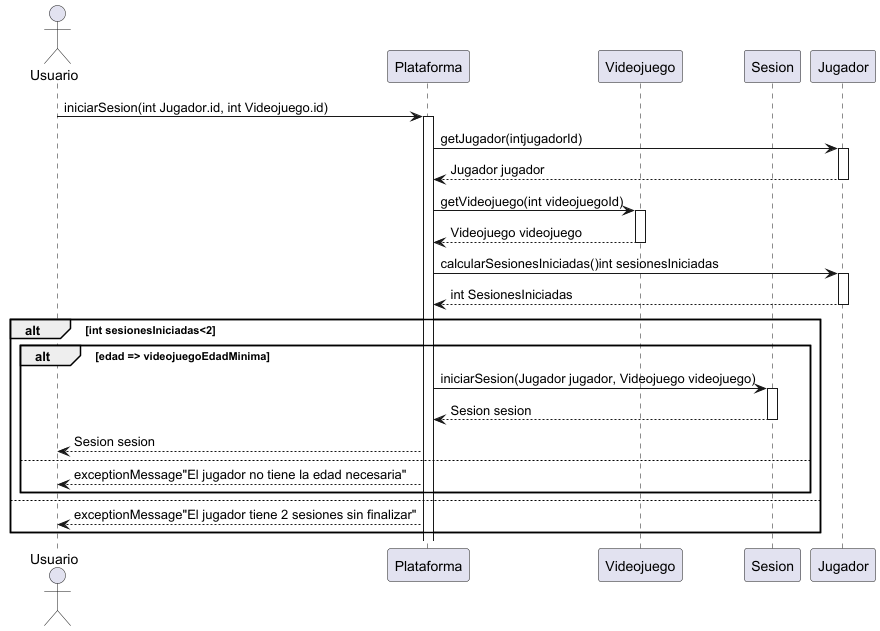 Usuario
Plataforma
Videojuego
Sesion
Jugador
iniciarSesion(int Jugador.id, int Videojuego.id)
getJugador(intjugadorId)
Jugador jugador
getVideojuego(int videojuegoId)
Videojuego videojuego
calcularSesionesIniciadas()int sesionesIniciadas
int SesionesIniciadas
alt [int sesionesIniciadas<2]
alt [edad => videojuegoEdadMinima]
iniciarSesion(Jugador jugador, Videojuego videojuego)
Sesion sesion
Sesion sesion
exceptionMessage"El jugador no tiene la edad necesaria"
exceptionMessage"El jugador tiene 2 sesiones sin finalizar"
Usuario
Plataforma
Videojuego
Sesion
Jugador